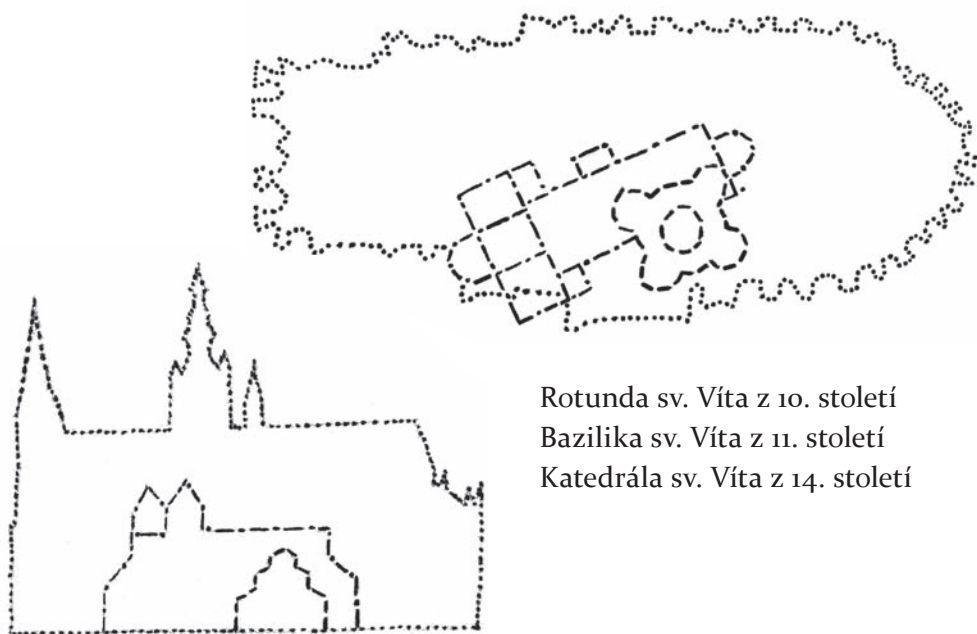 Rotunda sv. Víta z 10. století
Bazilika sv. Víta z 11. století
Katedrála sv. Víta z 14. století